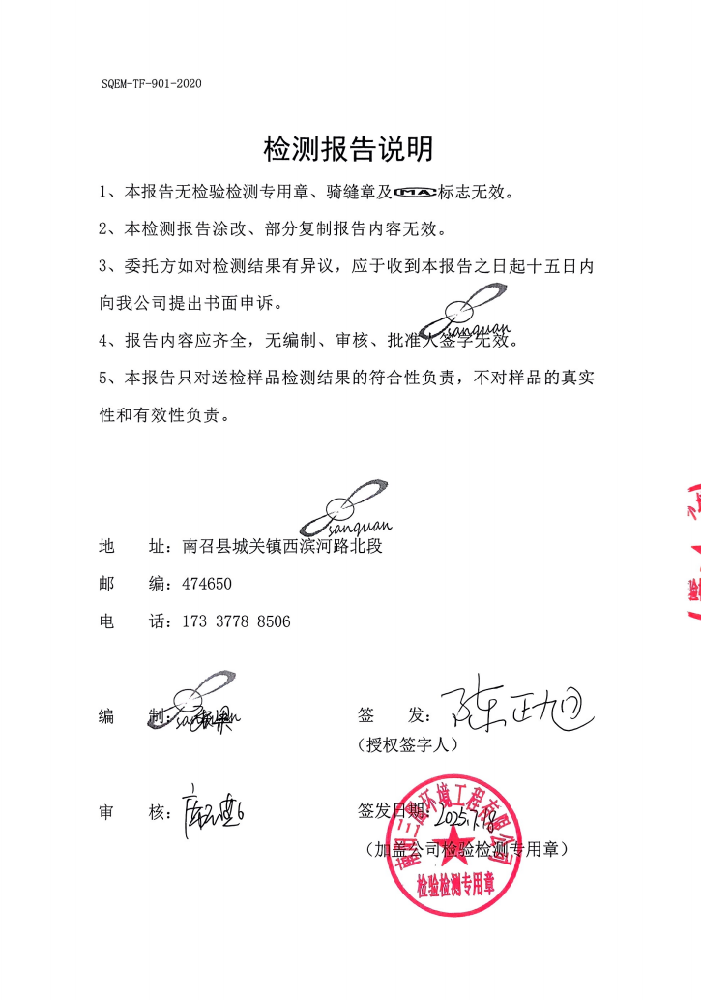 SQEM-TF-901-2020
检测报告说明
1、本报告无检验检测专用章、骑缝章及MA标志无效。
2、本检测报告涂改、部分复制报告内容无效。
3、委托方如对检测结果有异议，应于收到本报告之日起十五日内
向我公司提出书面申诉。
sanquan
4、报告内容应齐全，无编制、审核、批准人签字无效。
5、本报告只对送检样品检测结果的符合性负责，不对样品的真实
性和有效性负责。
sanquan
地 址：南召县城关镇西滨河路北段
邮 编：474650
电 话：173 3778 8506
sanquan
编 制：
签 发：陈正旭
（授权签字人）
审 核：
签发日期：2025.7.18
（加盖公司检验检测专用章）
南阳三泉环境工程有限公司
检验检测专用章